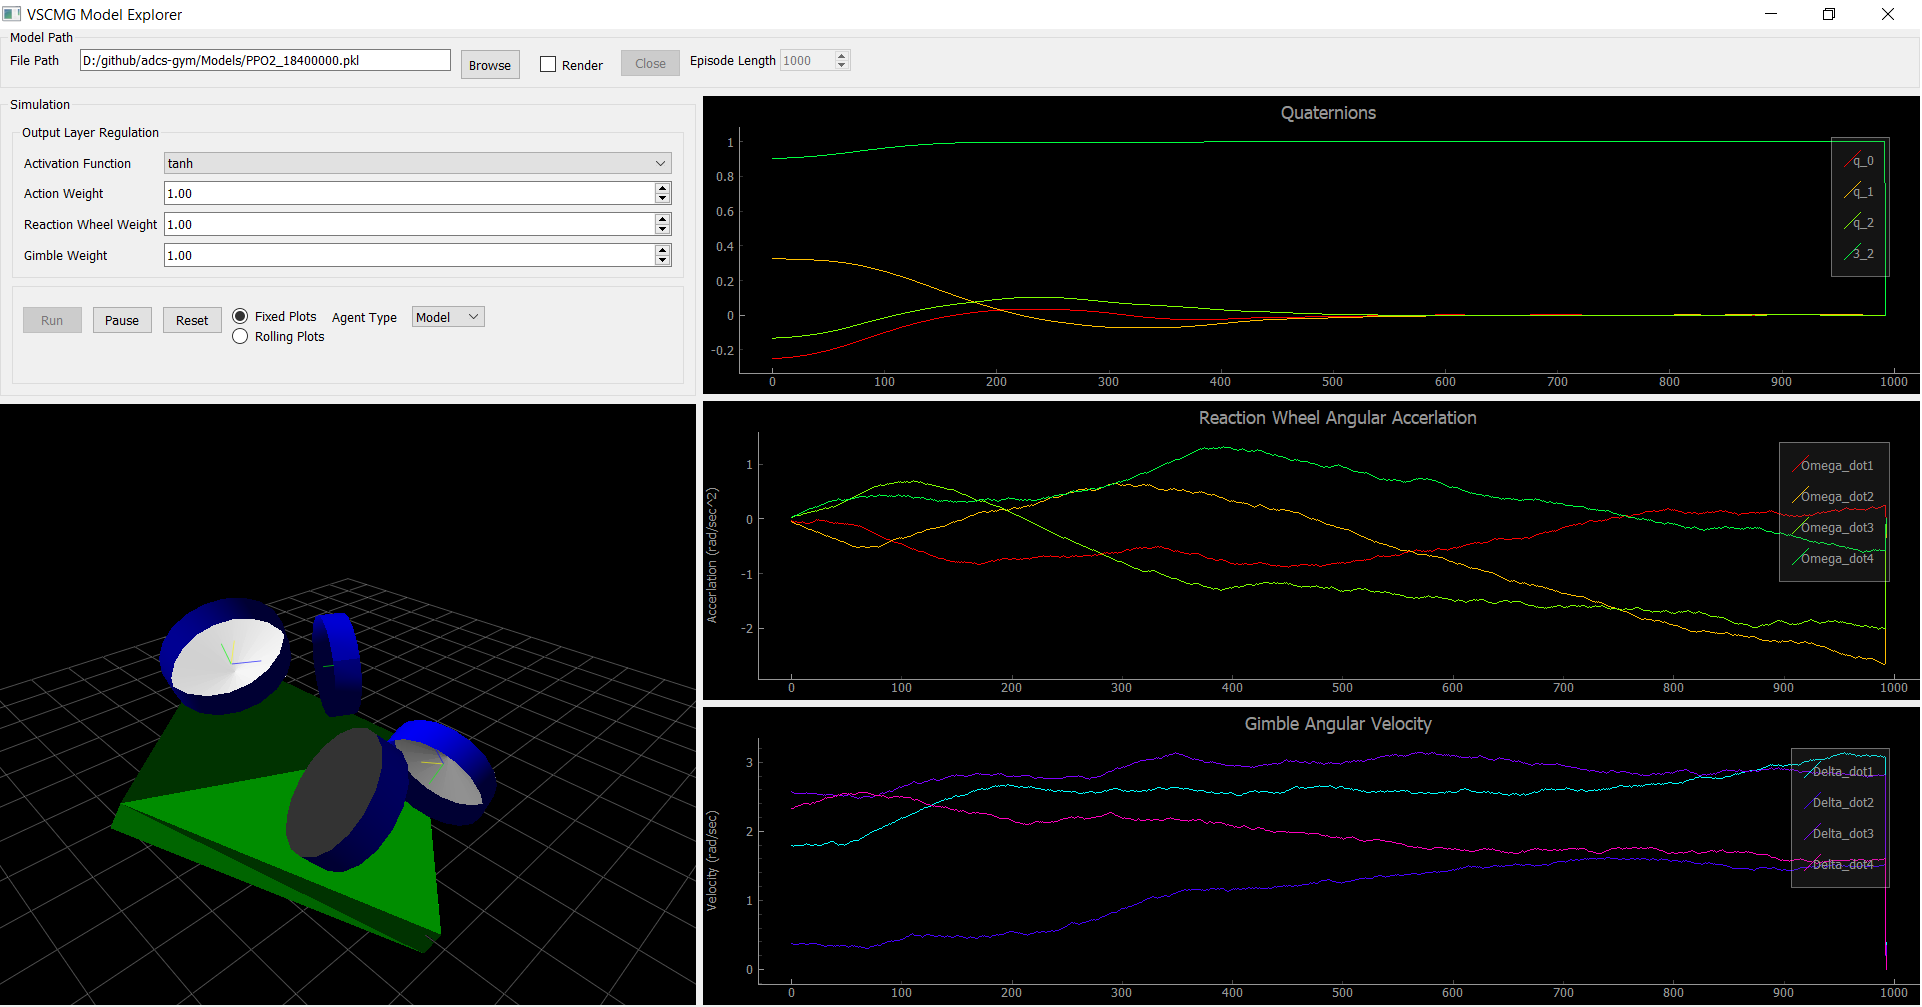 VSCMG Model Explorer
Model Path
File Path D:/github/adcs-gym/Models/PPO2_18400000.pkl Browse Render Close Episode Length 1000
Simulation
Output Layer Regulation
Activation Function tanh
Action Weight 1.00
Reaction Wheel Weight 1.00
Gimble Weight 1.00
Run Pause Reset Fixed Plots Agent Type Model
Rolling Plots
Quaternions
1
0.8
0.6
0.4
0.2
0
-0.2
0 100 200 300 400 500 600 700 800 900 1000
q_0
q_1
q_2
3_2
Reaction Wheel Angular Accerlation
Accerlation (rad/sec^2)
1
0
-1
-2
0 100 200 300 400 500 600 700 800 900 1000
Omega_dot1
Omega_dot2
Omega_dot3
Omega_dot4
Gimble Angular Velocity
Velocity (rad/sec)
3
2
1
0
0 100 200 300 400 500 600 700 800 900 1000
Delta_dot1
Delta_dot2
Delta_dot3
Delta_dot4